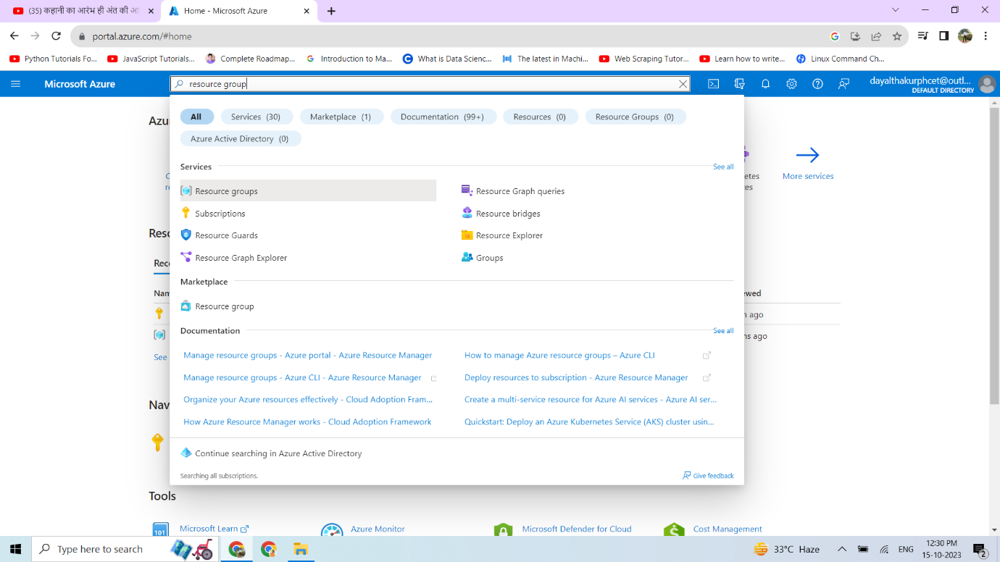 (35) कहानी का आरंभ ही अंत की
Home - Microsoft Azure
portal.azure.com/#home
Python Tutorials Fo...
JavaScript Tutorials...
Complete Roadmap...
Introduction to Ma...
What is Data Scienc...
The latest in Machi...
Web Scraping Tutor...
Learn how to write...
Linux Command Ch...
Microsoft Azure
resource group
dayalthakurphcet@outl...
DEFAULT DIRECTORY
All
Services (30)
Marketplace (1)
Documentation (99+)
Resources (0)
Resource Groups (0)
Azure Active Directory (0)
Services
See all
Resource groups
Resource Graph queries
More services
Subscriptions
Resource bridges
Resource Guards
Resource Explorer
Resource Graph Explorer
Groups
Marketplace
Resource group
Documentation
See all
Manage resource groups - Azure portal - Azure Resource Manager
How to manage Azure resource groups – Azure CLI
Manage resource groups - Azure CLI - Azure Resource Manager
Deploy resources to subscription - Azure Resource Manager
Organize your Azure resources effectively - Cloud Adoption Fram...
Create a multi-service resource for Azure AI services - Azure AI ser...
How Azure Resource Manager works - Cloud Adoption Framework
Quickstart: Deploy an Azure Kubernetes Service (AKS) cluster usin...
See
ago
ago
Continue searching in Azure Active Directory
Searching all subscriptions.
Give feedback
Tools
101
Microsoft Learn
Azure Monitor
Microsoft Defender for Cloud
Cost Management
Type here to search
33°C Haze
ENG
12:30 PM
15-10-2023
2